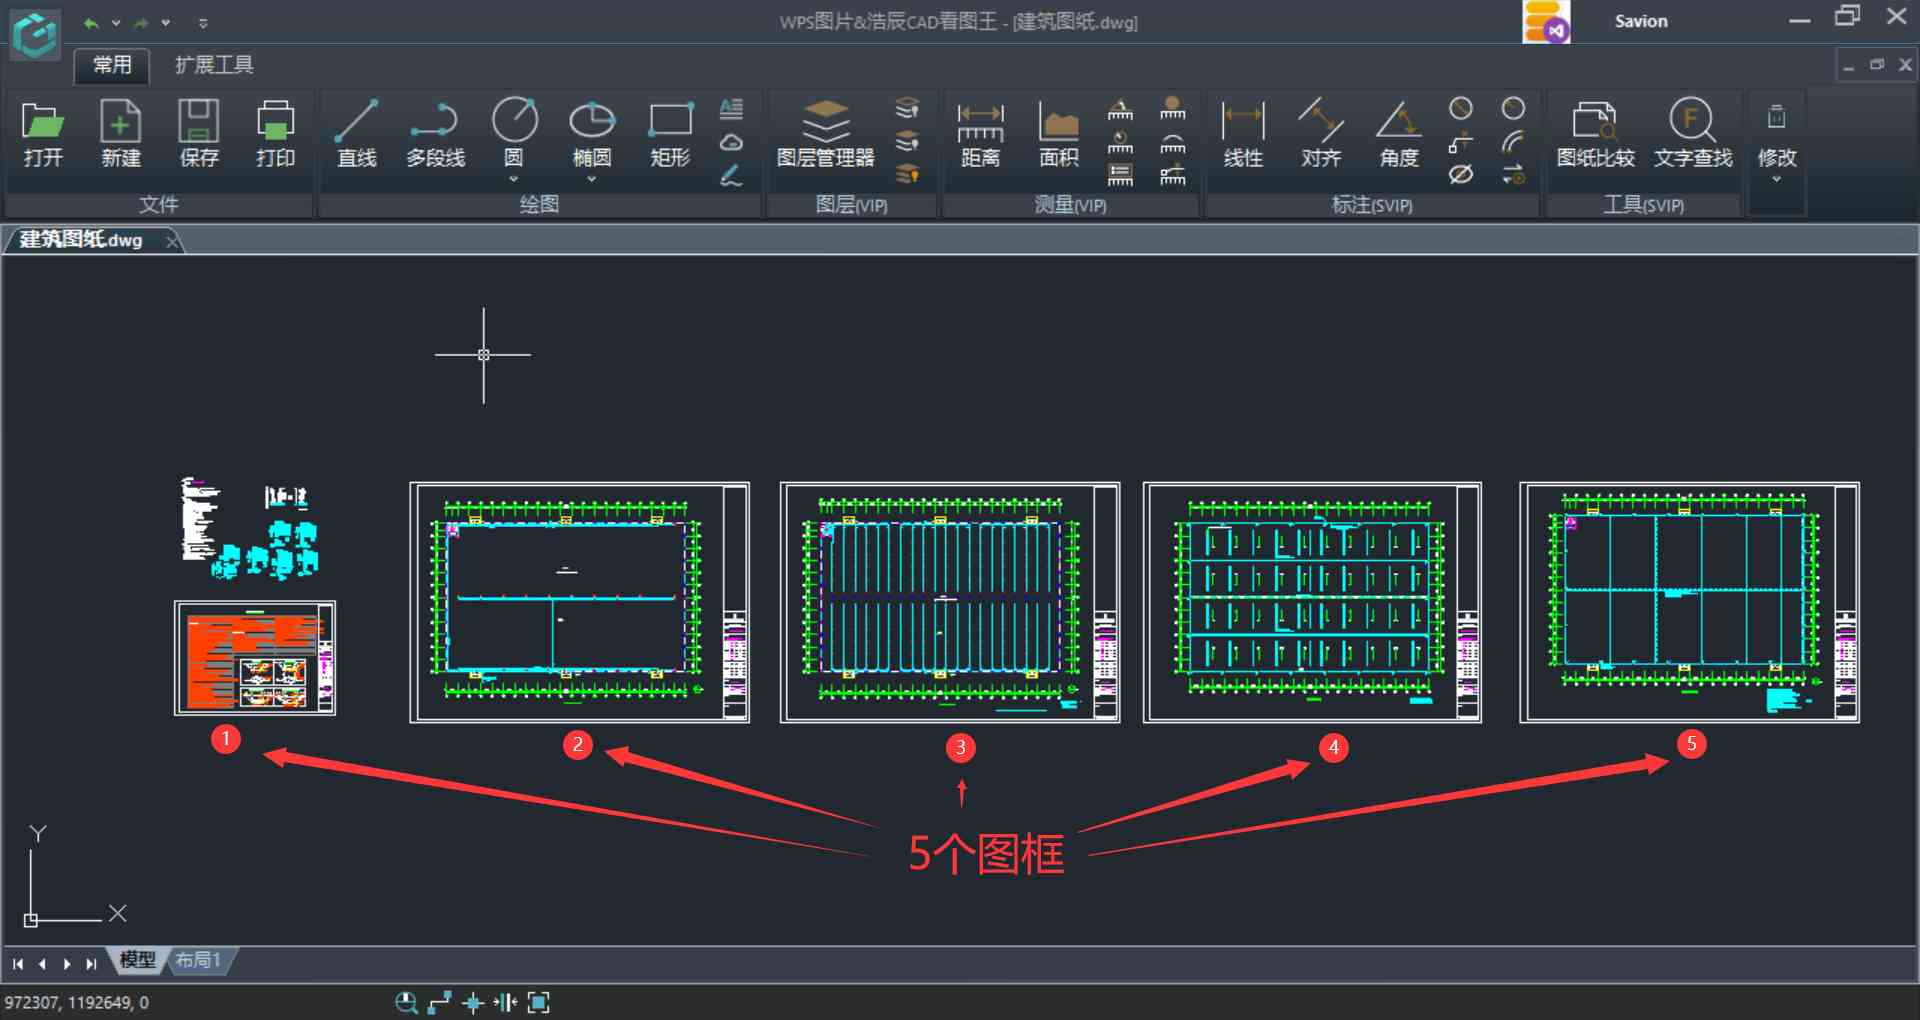 WPS图片&浩辰CAD看图王 - [建筑图纸.dwg]
Savion
常用 扩展工具
打开 新建 保存 打印
直线 多段线 圆 椭圆 矩形
图层管理器
距离 面积
线性 对齐 角度
图纸比较 文字查找
修改
文件 绘图 图层(VIP) 测量(VIP) 标注(SVIP) 工具(SVIP)
建筑图纸.dwg
1 2 3 4 5
5个图框
Y
X
模型 布局1
972307, 1192649, 0